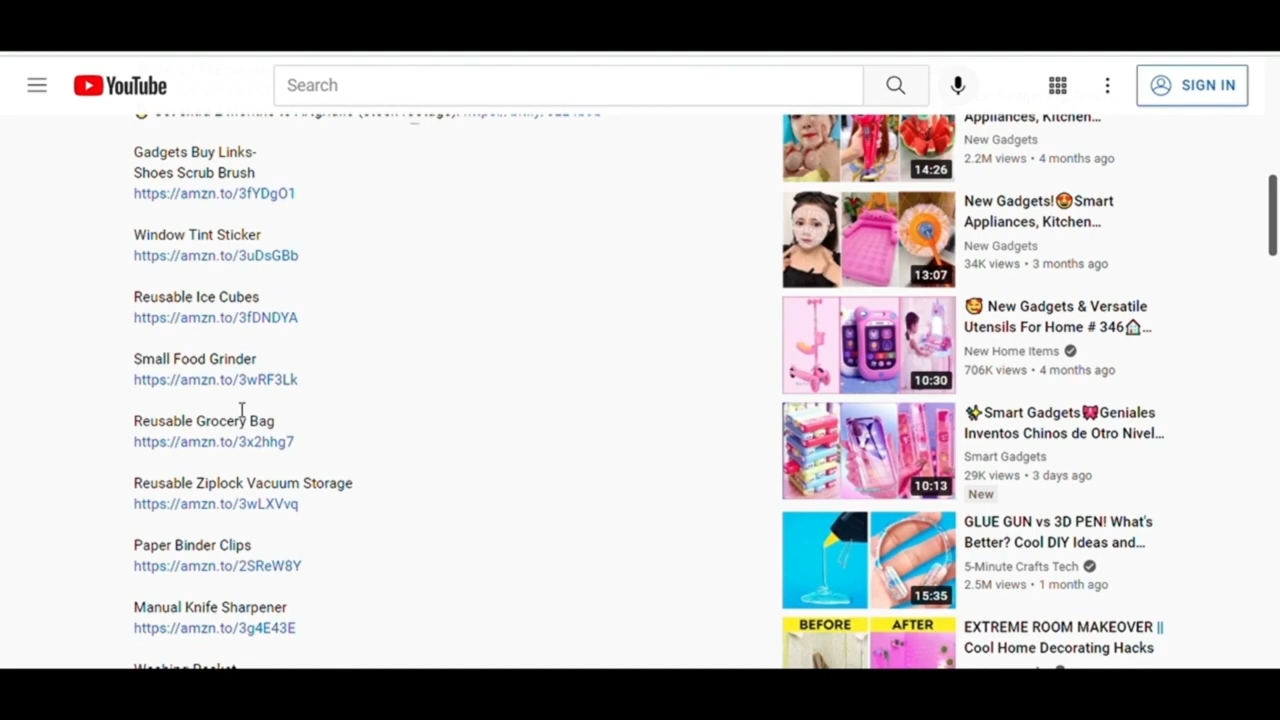 YouTube
Search
SIGN IN
Gadgets Buy Links-
Shoes Scrub Brush
https://amzn.to/3fYDgO1
Window Tint Sticker
https://amzn.to/3uDsGBb
Reusable Ice Cubes
https://amzn.to/3fDNDYA
Small Food Grinder
https://amzn.to/3wRF3Lk
Reusable Grocery Bag
https://amzn.to/3x2hhg7
Reusable Ziplock Vacuum Storage
https://amzn.to/3wLXVvq
Paper Binder Clips
https://amzn.to/2SReW8Y
Manual Knife Sharpener
https://amzn.to/3g4E43E
Appliances, Kitchen...
New Gadgets
2.2M views • 4 months ago
14:26
New Gadgets!😍Smart
Appliances, Kitchen...
New Gadgets
34K views • 3 months ago
13:07
🥰 New Gadgets & Versatile
Utensils For Home # 346🏠...
New Home Items
706K views • 4 months ago
10:30
✨Smart Gadgets🎀Geniales
Inventos Chinos de Otro Nivel...
Smart Gadgets
29K views • 3 days ago
New
10:13
GLUE GUN vs 3D PEN! What's
Better? Cool DIY Ideas and...
5-Minute Crafts Tech
2.5M views • 1 month ago
15:35
BEFORE AFTER
EXTREME ROOM MAKEOVER ||
Cool Home Decorating Hacks